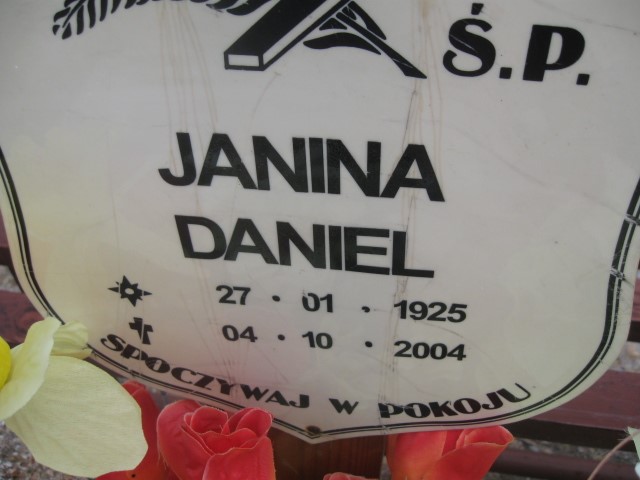 Ś.P.
JANINA
DANIEL
27 · 01 · 1925
04 · 10 · 2004
SPOCZYWAJ W POKOJU